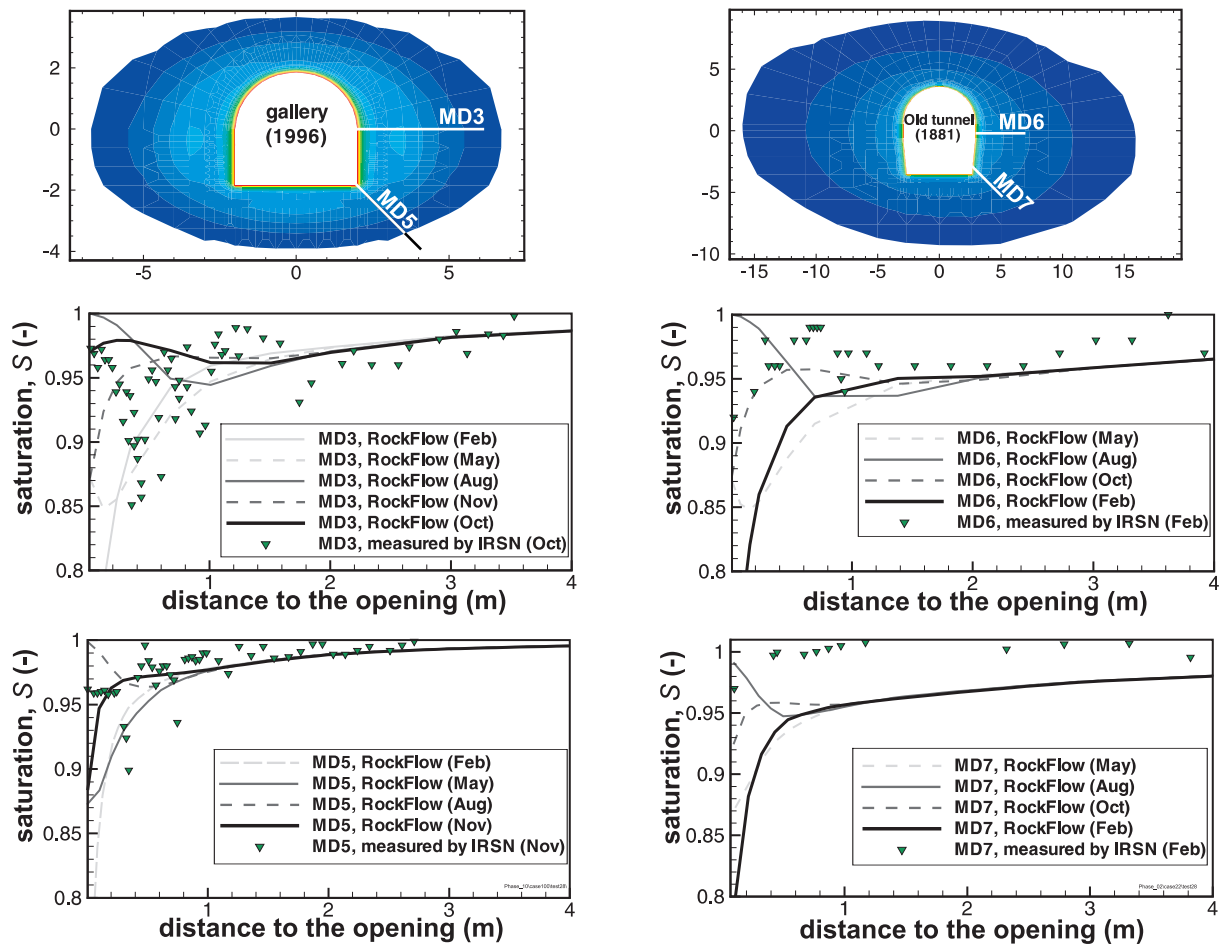 2
0
-2
-4
-5
0
5
gallery
(1996)
MD3
MD5
10
5
0
-5
-10
-15
-10
-5
0
5
10
15
Old tunnel
(1881)
MD6
MD7
saturation, S (-)
1
0.95
0.9
0.85
0.8
0
1
2
3
4
distance to the opening (m)
MD3, RockFlow (Feb)
MD3, RockFlow (May)
MD3, RockFlow (Aug)
MD3, RockFlow (Nov)
MD3, RockFlow (Oct)
MD3, measured by IRSN (Oct)
saturation, S (-)
1
0.95
0.9
0.85
0.8
1
2
3
4
distance to the opening (m)
MD6, RockFlow (May)
MD6, RockFlow (Aug)
MD6, RockFlow (Oct)
MD6, RockFlow (Feb)
MD6, measured by IRSN (Feb)
saturation, S (-)
1
0.95
0.9
0.85
0.8
1
2
3
4
distance to the opening (m)
MD5, RockFlow (Feb)
MD5, RockFlow (May)
MD5, RockFlow (Aug)
MD5, RockFlow (Nov)
MD5, measured by IRSN (Nov)
Phase_10\case100\test28\
saturation, S (-)
1
0.95
0.9
0.85
0.8
1
2
3
4
distance to the opening (m)
MD7, RockFlow (May)
MD7, RockFlow (Aug)
MD7, RockFlow (Oct)
MD7, RockFlow (Feb)
MD7, measured by IRSN (Feb)
Phase_02\case22\test28